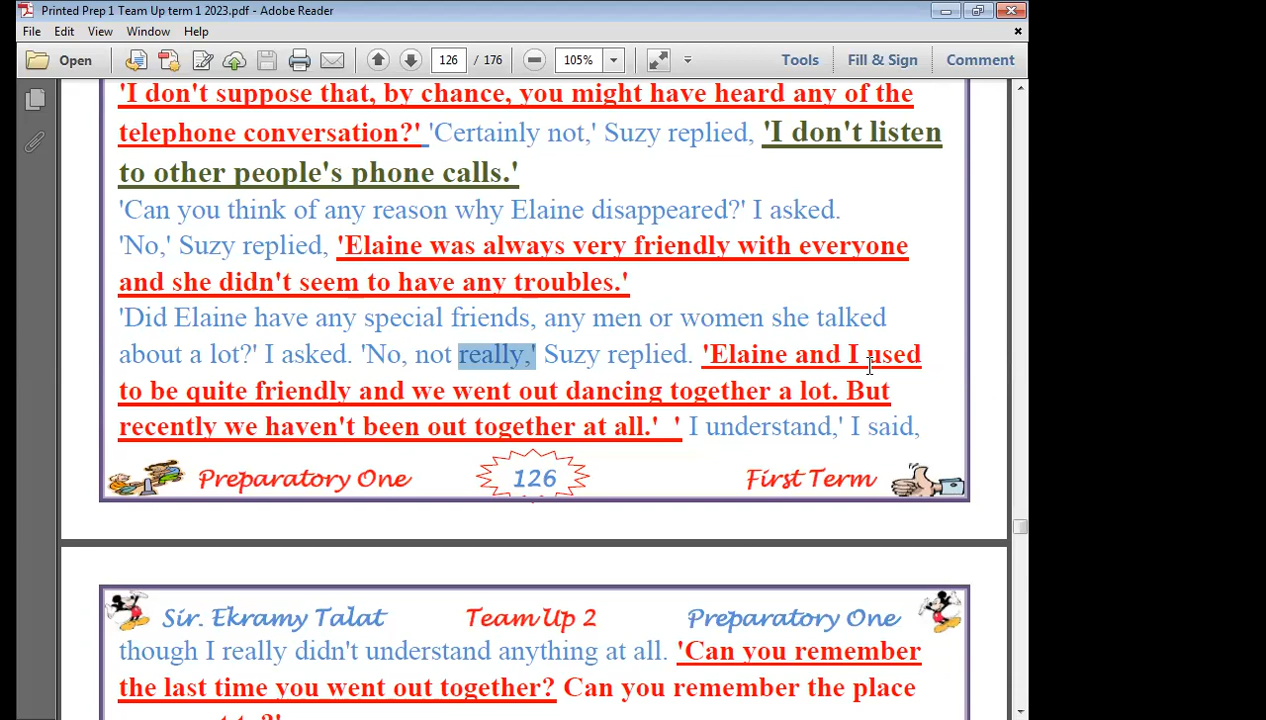 Printed Prep 1 Team Up term 1 2023.pdf - Adobe Reader
File Edit View Window Help
Open 126 / 176 105% Tools Fill & Sign Comment
'I don't suppose that, by chance, you might have heard any of the
telephone conversation?' 'Certainly not,' Suzy replied, 'I don't listen
to other people's phone calls.'
'Can you think of any reason why Elaine disappeared?' I asked.
'No,' Suzy replied, 'Elaine was always very friendly with everyone
and she didn't seem to have any troubles.'
'Did Elaine have any special friends, any men or women she talked
about a lot?' I asked. 'No, not really,' Suzy replied. 'Elaine and I used
to be quite friendly and we went out dancing together a lot. But
recently we haven't been out together at all.' ' I understand,' I said,
Preparatory One 126 First Term
Sir. Ekramy Talat Team Up 2 Preparatory One
though I really didn't understand anything at all. 'Can you remember
the last time you went out together? Can you remember the place